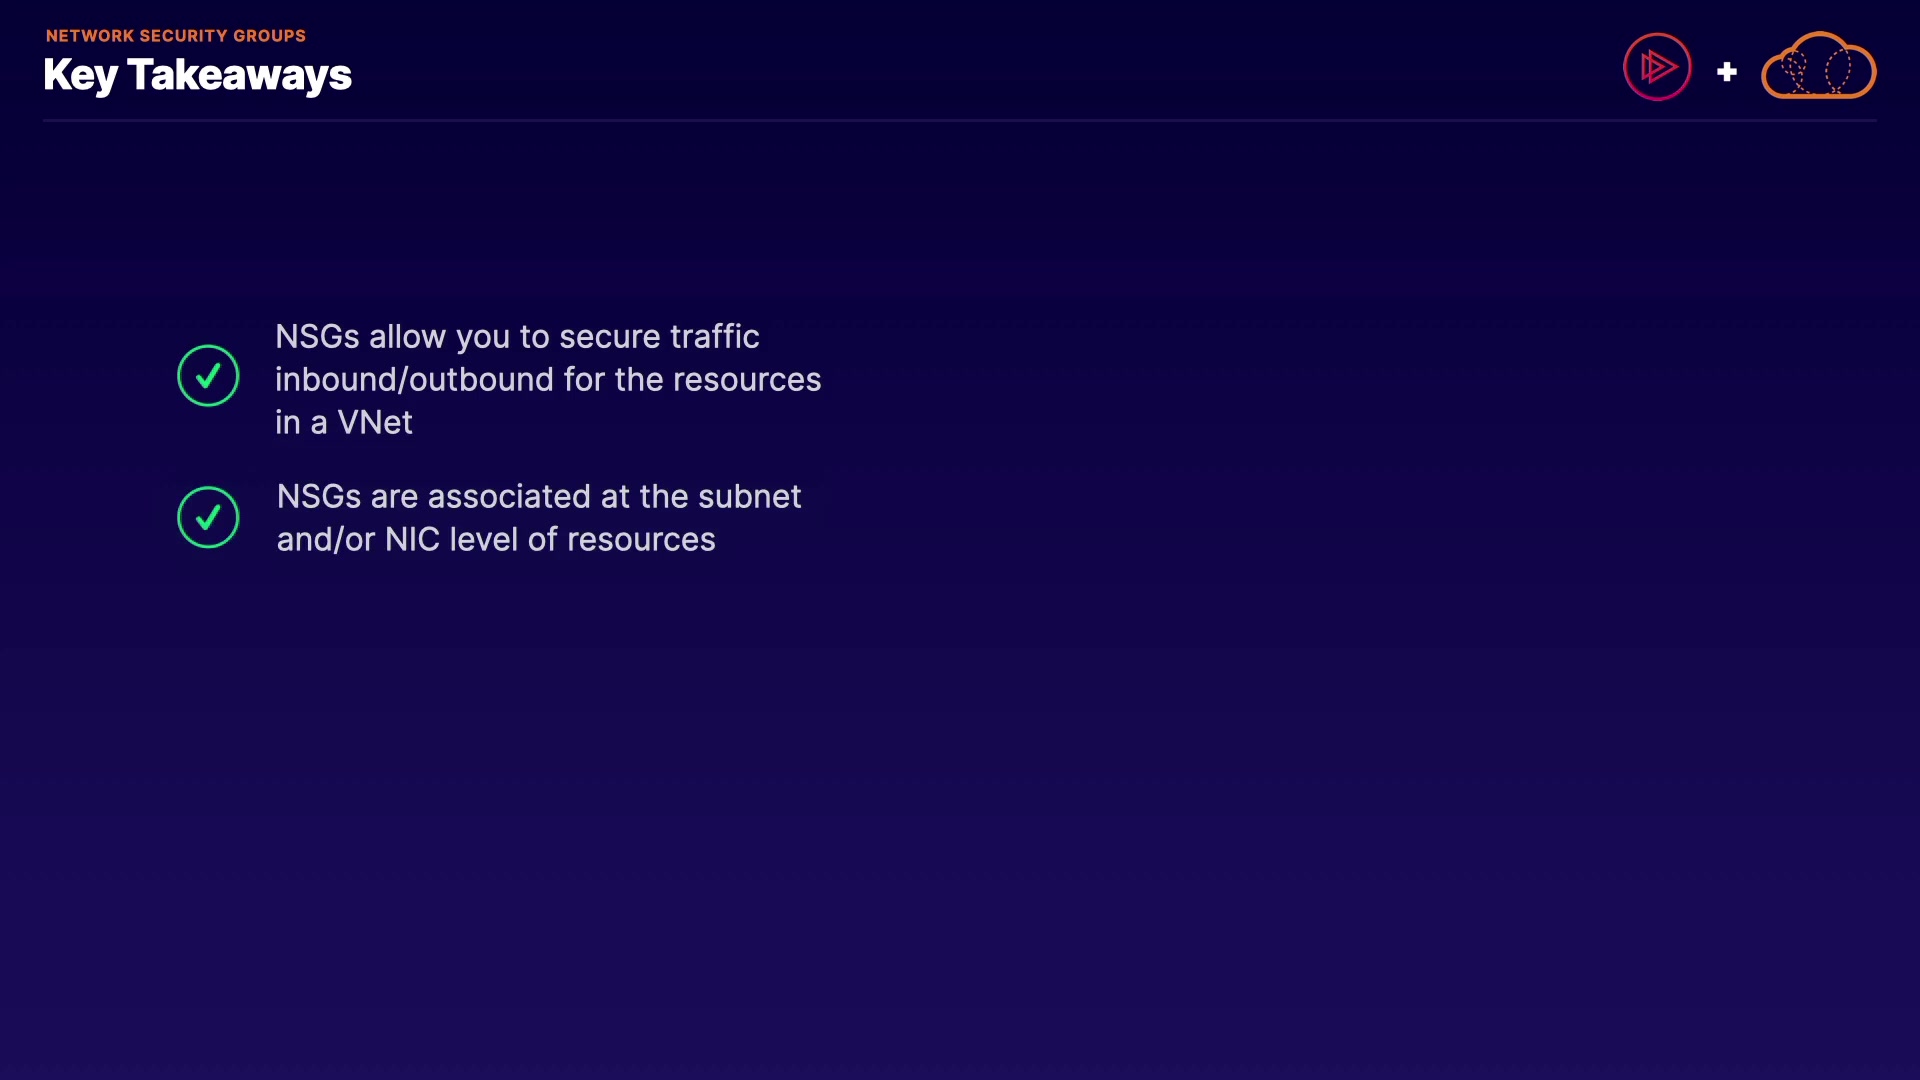 NETWORK SECURITY GROUPS
Key Takeaways
+
NSGs allow you to secure traffic
inbound/outbound for the resources
in a VNet
NSGs are associated at the subnet
and/or NIC level of resources